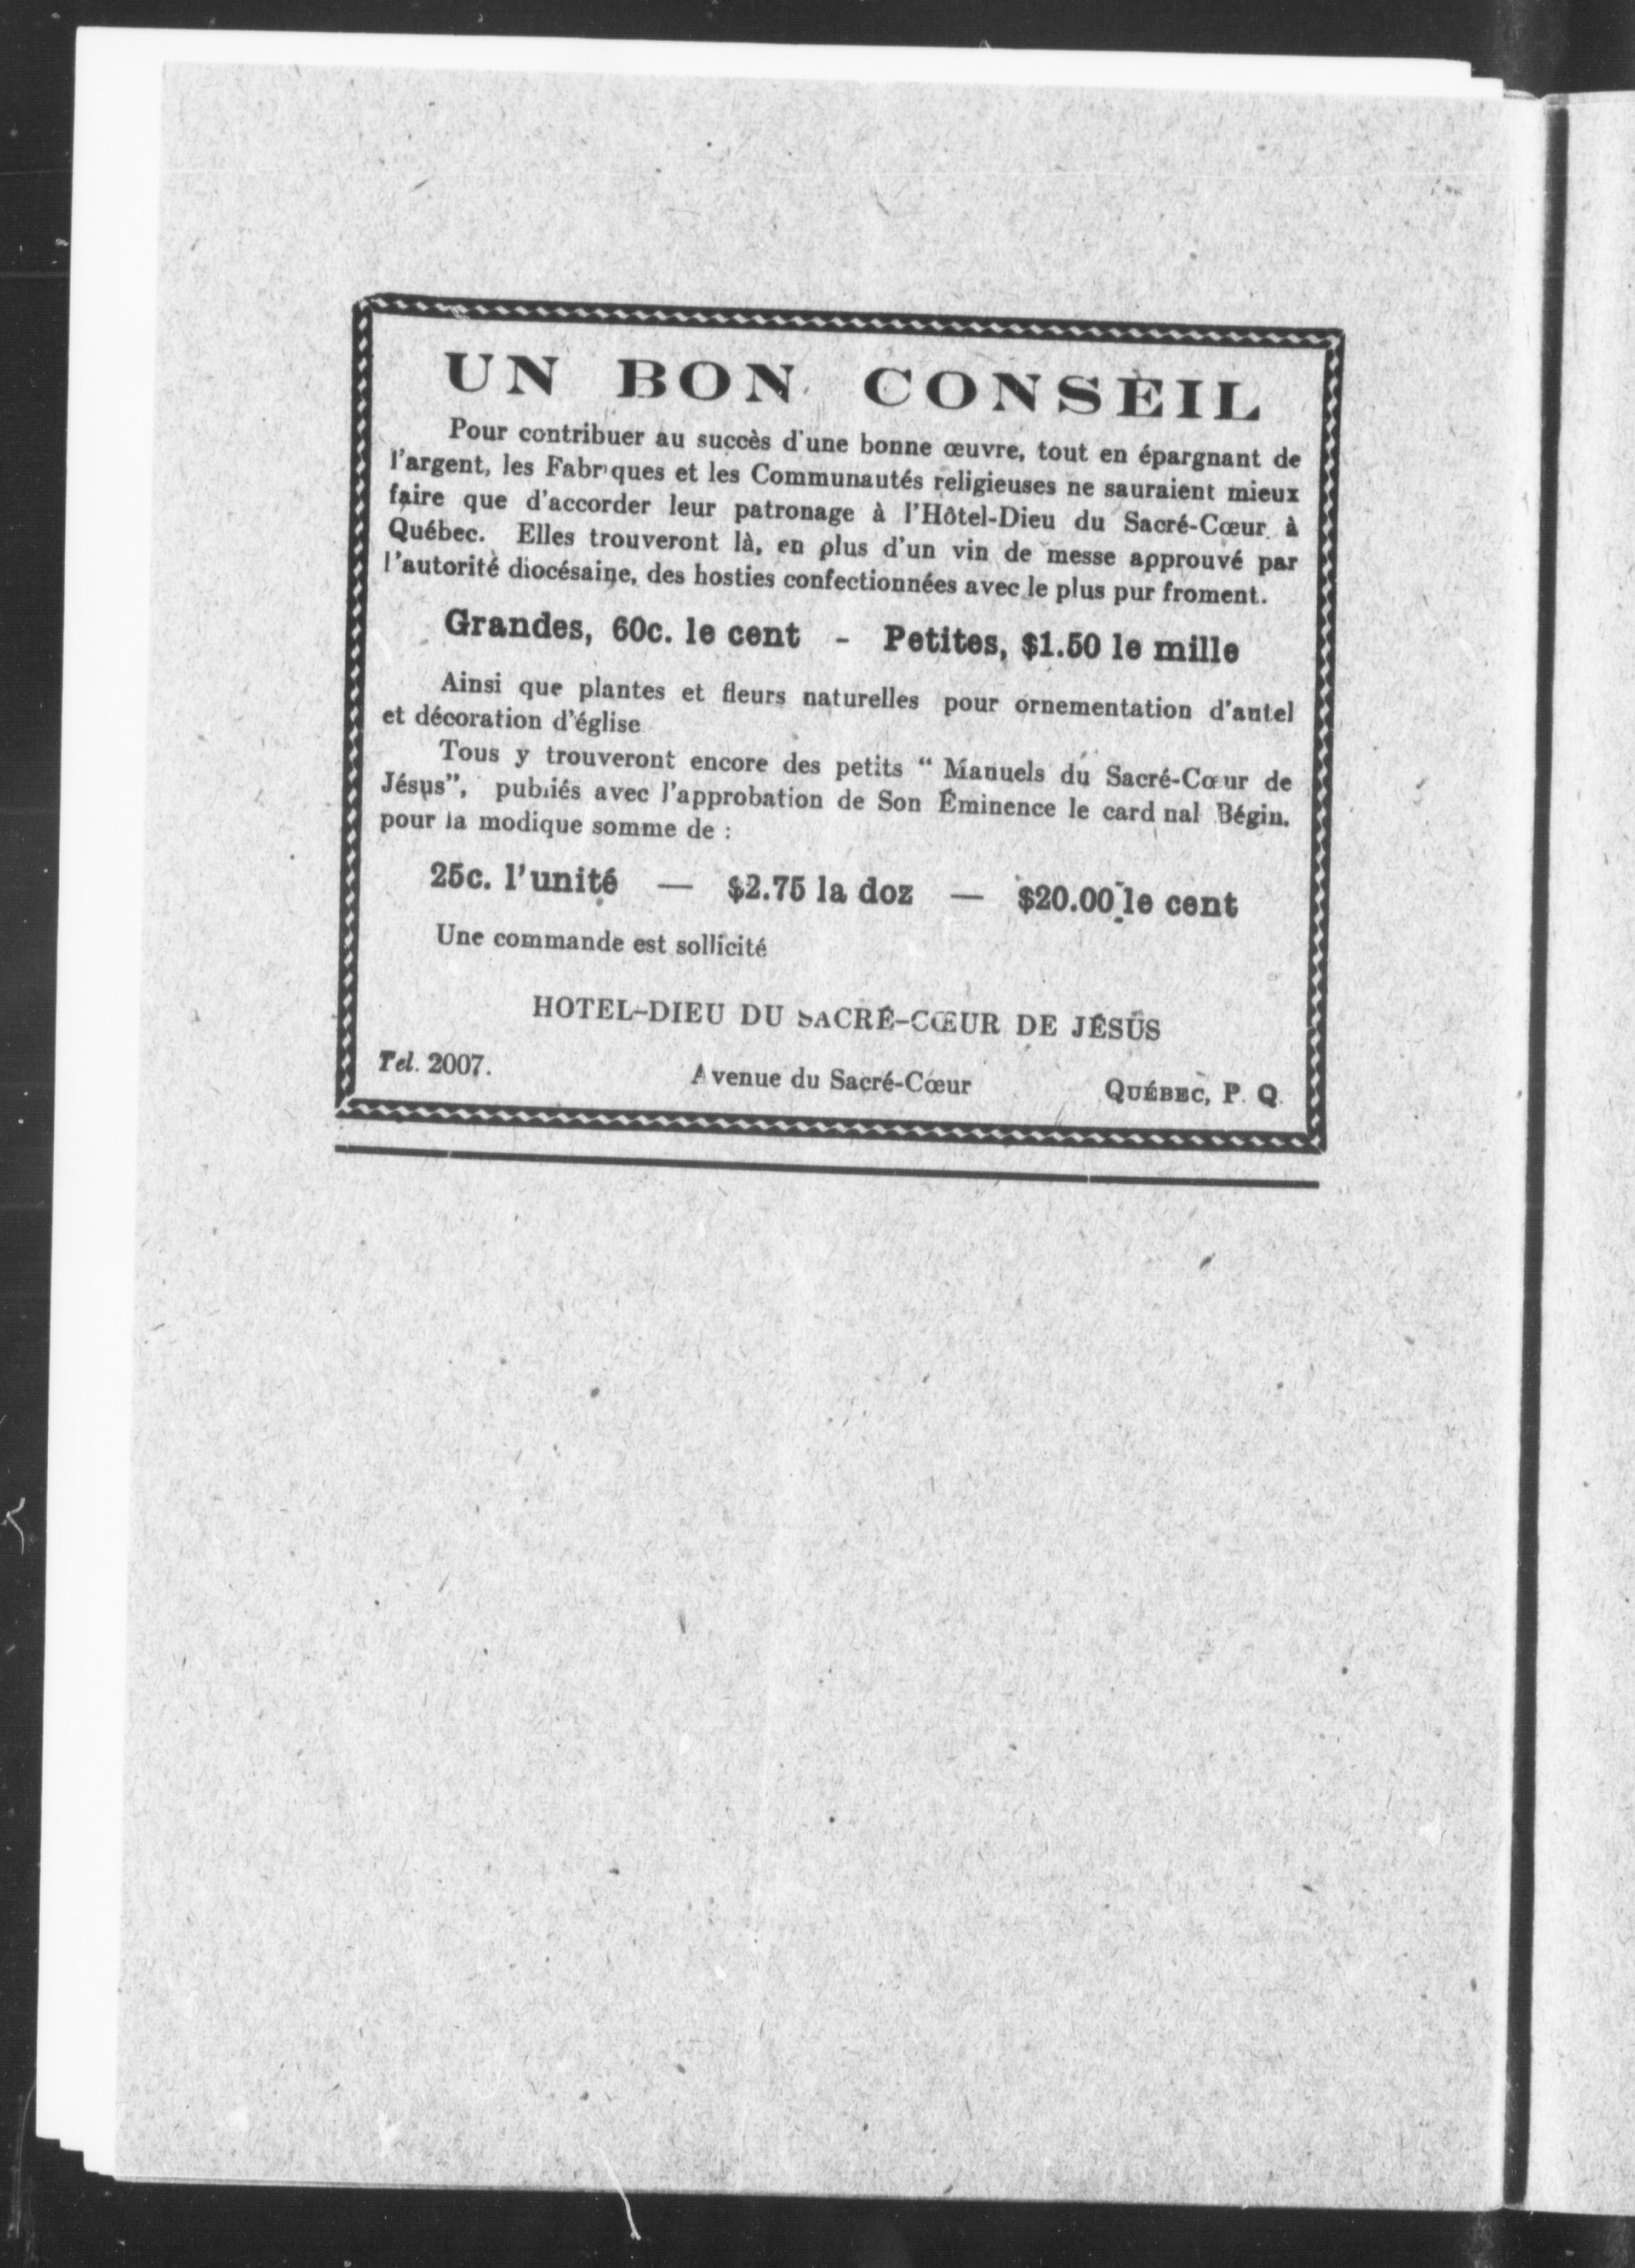 UN BON CONSEIL
Pour contribuer au succès d'une bonne œuvre, tout en épargnant de
l'argent, les Fabriques et les Communautés religieuses ne sauraient mieux
faire que d'accorder leur patronage à l'Hôtel-Dieu du Sacré-Cœur à
Québec. Elles trouveront là, en plus d'un vin de messe approuvé par
l'autorité diocésaine, des hosties confectionnées avec le plus pur froment.
Grandes, 60c. le cent - Petites, $1.50 le mille
Ainsi que plantes et fleurs naturelles pour ornementation d'autel
et décoration d'église
Tous y trouveront encore des petits “ Manuels du Sacré-Cœur de
Jésus”, publiés avec l'approbation de Son Éminence le card nal Bégin.
pour la modique somme de :
25c. l'unité — $2.75 la doz — $20.00 le cent
Une commande est sollicité
HOTEL-DIEU DU SACRÉ-CŒUR DE JÉSUS
Tel. 2007. Avenue du Sacré-Cœur QUÉBEC, P. Q.